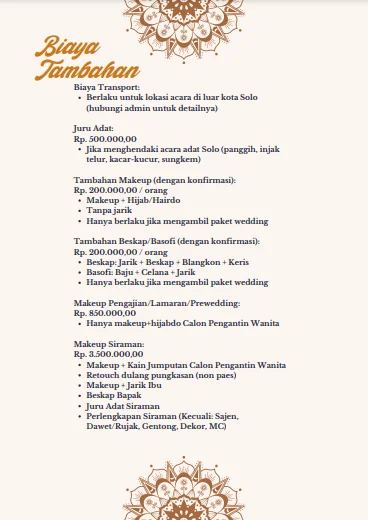 Biaya
Tambahan
Biaya Transport:
• Berlaku untuk lokasi acara di luar kota Solo
(hubungi admin untuk detailnya)
Juru Adat:
Rp. 500.000,00
• Jika menghendaki acara adat Solo (panggih, injak
telur, kacar-kucur, sungkem)
Tambahan Makeup (dengan konfirmasi):
Rp. 200.000,00 / orang
• Makeup + Hijab/Hairdo
• Tanpa jarik
• Hanya berlaku jika mengambil paket wedding
Tambahan Beskap/Basofi (dengan konfirmasi):
Rp. 200.000,00 / orang
• Beskap: Jarik + Beskap + Blangkon + Keris
• Basofi: Baju + Celana + Jarik
• Hanya berlaku jika mengambil paket wedding
Makeup Pengajian/Lamaran/Prewedding:
Rp. 850.000,00
• Hanya makeup+hijabdo Calon Pengantin Wanita
Makeup Siraman:
Rp. 3.500.000,00
• Makeup + Kain Jumputan Calon Pengantin Wanita
• Retouch dulang pungkasan (non paes)
• Makeup + Jarik Ibu
• Beskap Bapak
• Juru Adat Siraman
• Perlengkapan Siraman (Kecuali: Sajen,
Dawet/Rujak, Gentong, Dekor, MC)